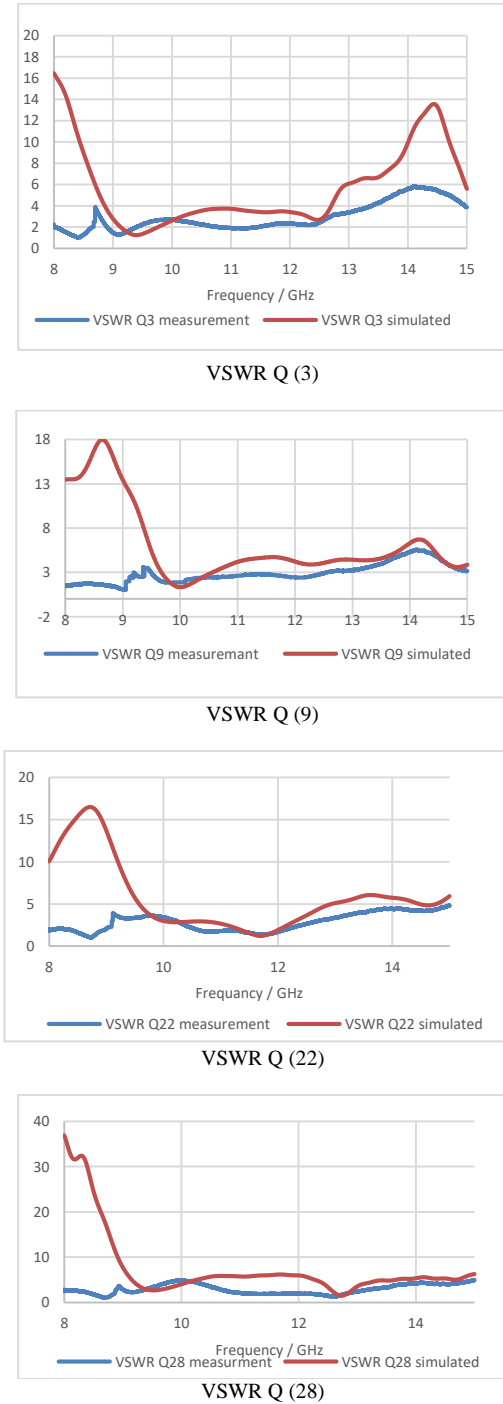 20
18
16
14
12
10
8
6
4
2
0
8 9 10 11 12 13 14 15
Frequency / GHz
VSWR Q3 measurement VSWR Q3 simulated
VSWR Q (3)
18
13
8
3
-2
8 9 10 11 12 13 14 15
VSWR Q9 measuremant VSWR Q9 simulated
VSWR Q (9)
20
15
10
5
0
8 10 12 14
Frequancy / GHz
VSWR Q22 measurement VSWR Q22 simulated
VSWR Q (22)
40
30
20
10
0
8 10 12 14
Frequency / GHz
VSWR Q28 measurment VSWR Q28 simulated
VSWR Q (28)